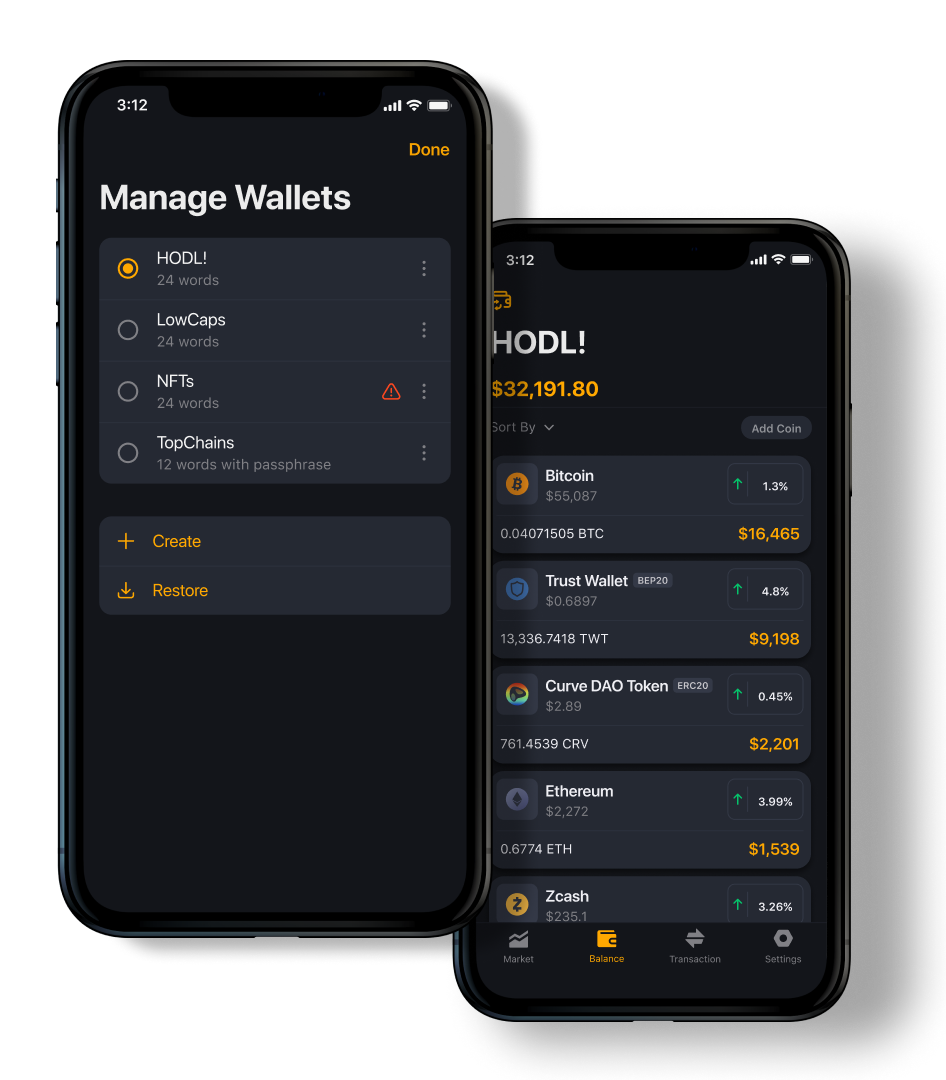 3:12
Done
Manage Wallets
HODL!
24 words
LowCaps
24 words
NFTs
24 words
TopChains
12 words with passphrase
Create
Restore
3:12
HODL!
$32,191.80
Sort By
Add Coin
Bitcoin
$55,087
1.3%
0.04071505 BTC
$16,465
Trust Wallet BEP20
$0.6897
4.8%
13,336.7418 TWT
$9,198
Curve DAO Token ERC20
$2.89
0.45%
761.4539 CRV
$2,201
Ethereum
$2,272
3.99%
0.6774 ETH
$1,539
Zcash
$235.1
3.26%
Market
Balance
Transaction
Settings